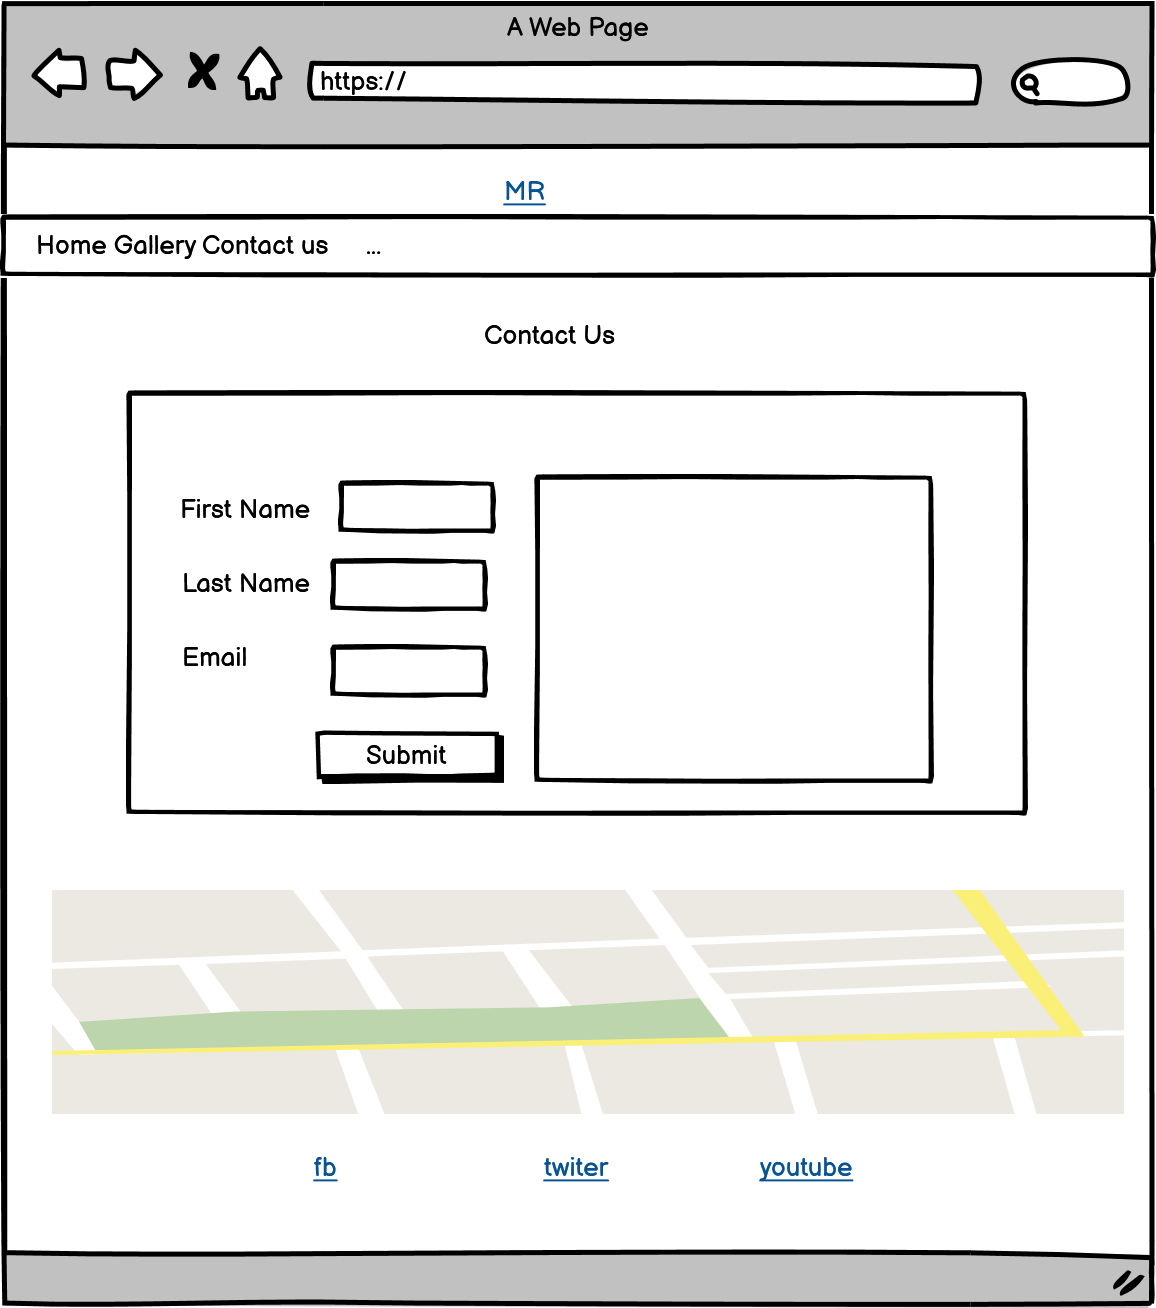 A Web Page
https://
MR
Home Gallery Contact us ...
Contact Us
First Name
Last Name
Email
Submit
fb twiter youtube